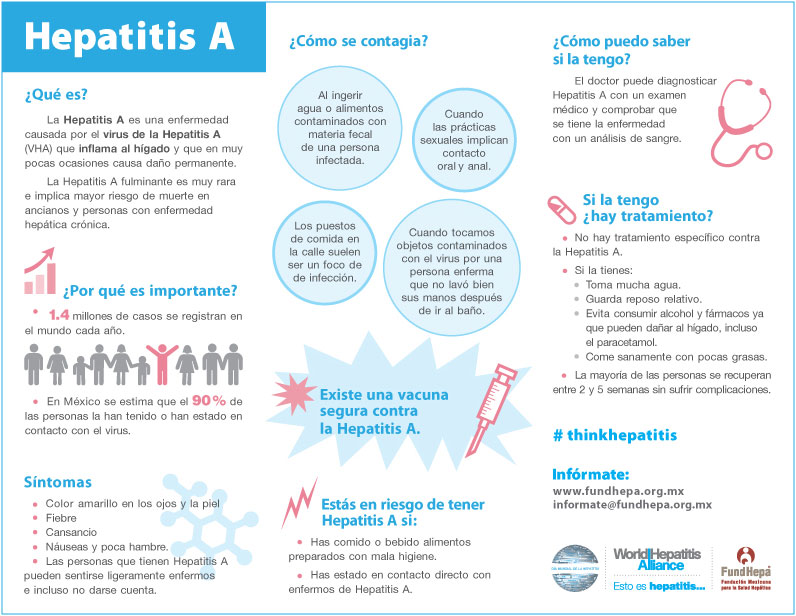 Hepatitis A
¿Qué es?
La Hepatitis A es una enfermedad
causada por el virus de la Hepatitis A
(VHA) que inflama al hígado y que en muy
pocas ocasiones causa daño permanente.
La Hepatitis A fulminante es muy rara
e implica mayor riesgo de muerte en
ancianos y personas con enfermedad
hepática crónica.
¿Por qué es importante?
• 1.4 millones de casos se registran en
el mundo cada año.
• En México se estima que el 90% de
las personas la han tenido o han estado en
contacto con el virus.
Síntomas
• Color amarillo en los ojos y la piel
• Fiebre
• Cansancio
• Náuseas y poca hambre.
• Las personas que tienen Hepatitis A
pueden sentirse ligeramente enfermos
e incluso no darse cuenta.
¿Cómo se contagia?
Al ingerir
agua o alimentos
contaminados con
materia fecal
de una persona
infectada.
Cuando
las prácticas
sexuales implican
contacto
oral y anal.
Los puestos
de comida en
la calle suelen
ser un foco de
de infección.
Cuando tocamos
objetos contaminados
con el virus por una
persona enferma
que no lavó bien
sus manos después
de ir al baño.
Existe una vacuna
segura contra
la Hepatitis A.
Estás en riesgo de tener
Hepatitis A si:
• Has comido o bebido alimentos
preparados con mala higiene.
• Has estado en contacto directo con
enfermos de Hepatitis A.
¿Cómo puedo saber
si la tengo?
El doctor puede diagnosticar
Hepatitis A con un examen
médico y comprobar que
se tiene la enfermedad
con un análisis de sangre.
Si la tengo
¿hay tratamiento?
• No hay tratamiento específico contra
la Hepatitis A.
• Si la tienes:
• Toma mucha agua.
• Guarda reposo relativo.
• Evita consumir alcohol y fármacos ya
que pueden dañar al hígado, incluso
el paracetamol.
• Come sanamente con pocas grasas.
• La mayoría de las personas se recuperan
entre 2 y 5 semanas sin sufrir complicaciones.
# thinkhepatitis
Infórmate:
www.fundhepa.org.mx
informate@fundhepa.org.mx
DÍA MUNDIAL DE LA HEPATITIS
World Hepatitis
Alliance
Esto es hepatitis...
FundHepa
Fundación Mexicana
para la Salud Hepática